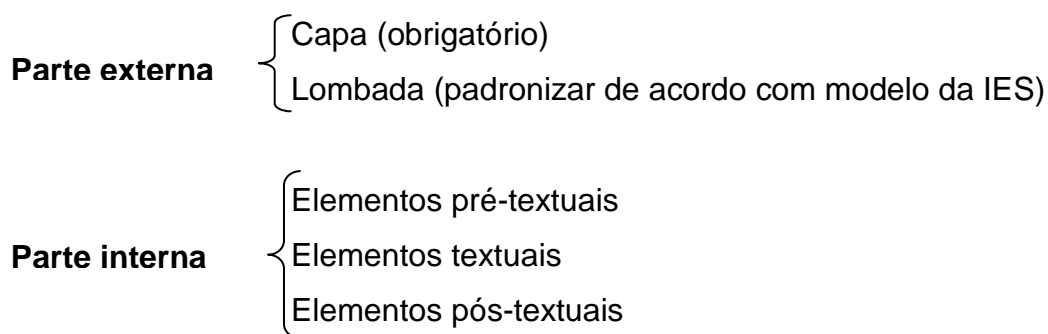 Capa (obrigatório)
Parte externa
Lombada (padronizar de acordo com modelo da IES)
Elementos pré-textuais
Parte interna
Elementos textuais
Elementos pós-textuais